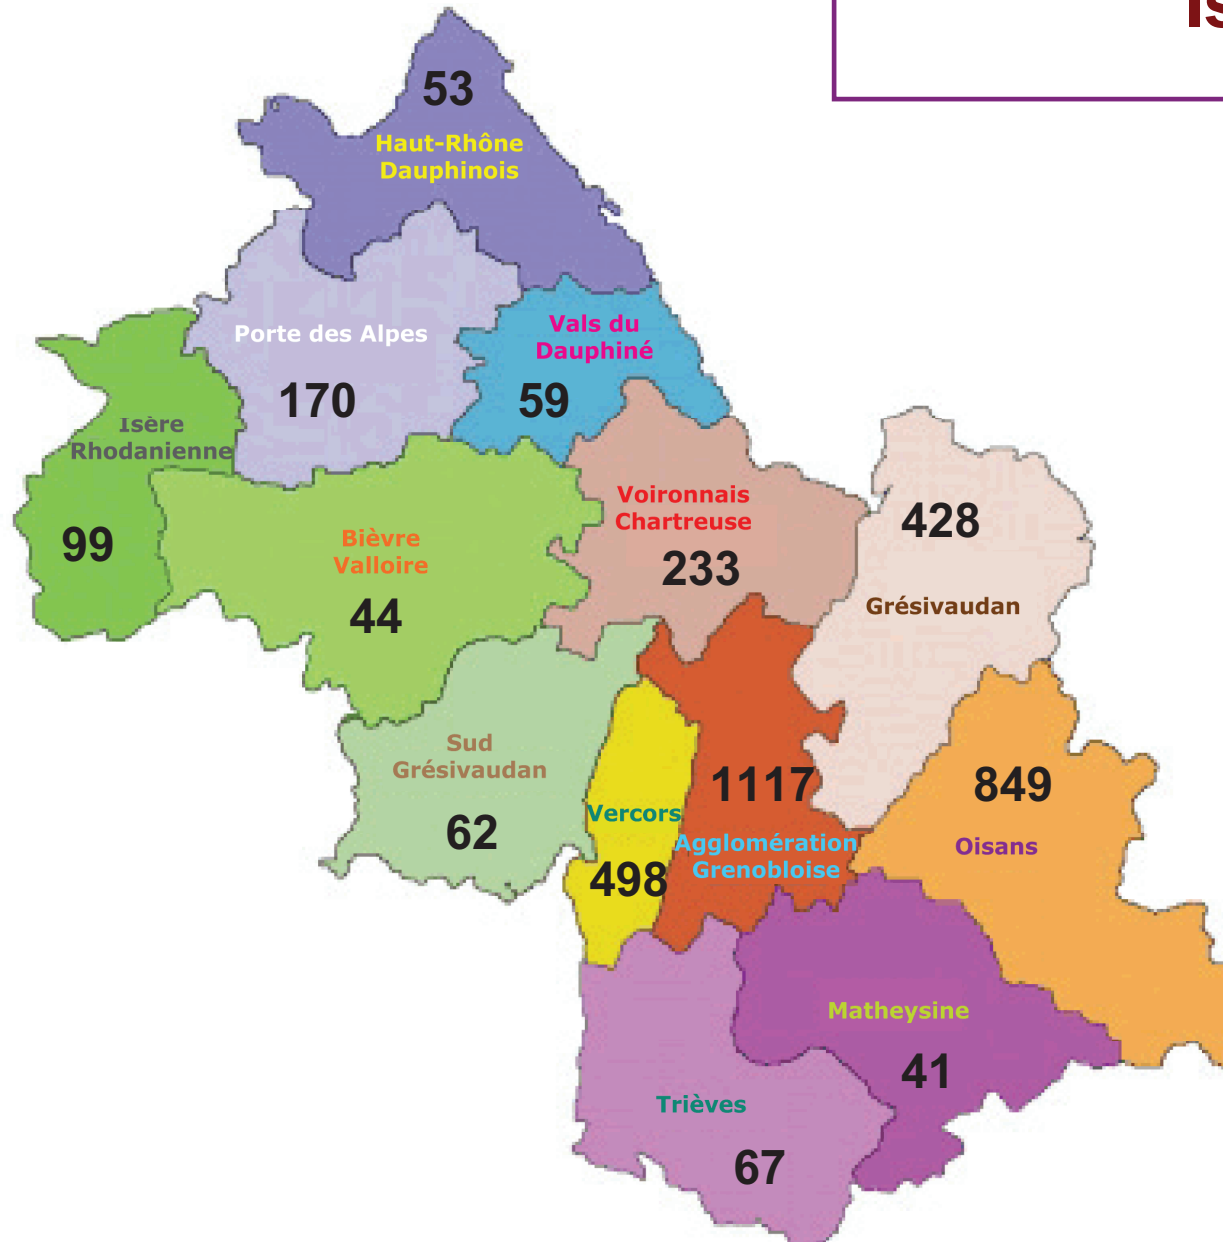 53
Haut-Rhône
Dauphinois
Porte des Alpes
170
Vals du
Dauphiné
59
Isère
Rhodanienne
99
Bièvre
Valloire
44
Voironnais
Chartreuse
233
428
Grésivaudan
Sud
Grésivaudan
62
Vercors
498
1117
Agglomération
Grenobloise
849
Oisans
Matheysine
41
Trièves
67